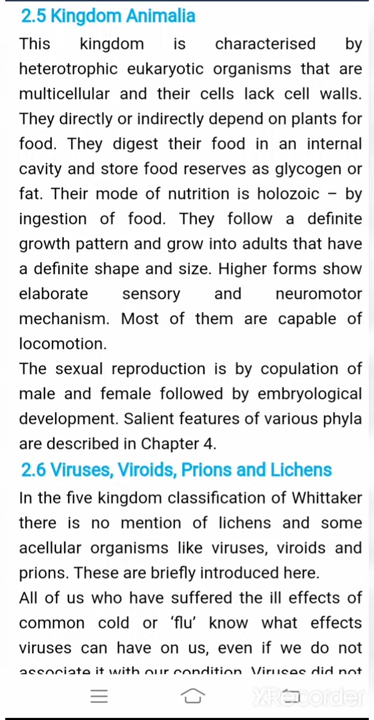 2.5 Kingdom Animalia
This kingdom is characterised by
heterotrophic eukaryotic organisms that are
multicellular and their cells lack cell walls.
They directly or indirectly depend on plants for
food. They digest their food in an internal
cavity and store food reserves as glycogen or
fat. Their mode of nutrition is holozoic – by
ingestion of food. They follow a definite
growth pattern and grow into adults that have
a definite shape and size. Higher forms show
elaborate sensory and neuromotor
mechanism. Most of them are capable of
locomotion.
The sexual reproduction is by copulation of
male and female followed by embryological
development. Salient features of various phyla
are described in Chapter 4.
2.6 Viruses, Viroids, Prions and Lichens
In the five kingdom classification of Whittaker
there is no mention of lichens and some
acellular organisms like viruses, viroids and
prions. These are briefly introduced here.
All of us who have suffered the ill effects of
common cold or ‘flu’ know what effects
viruses can have on us, even if we do not
associate it with our condition. Viruses did not
XRecorder